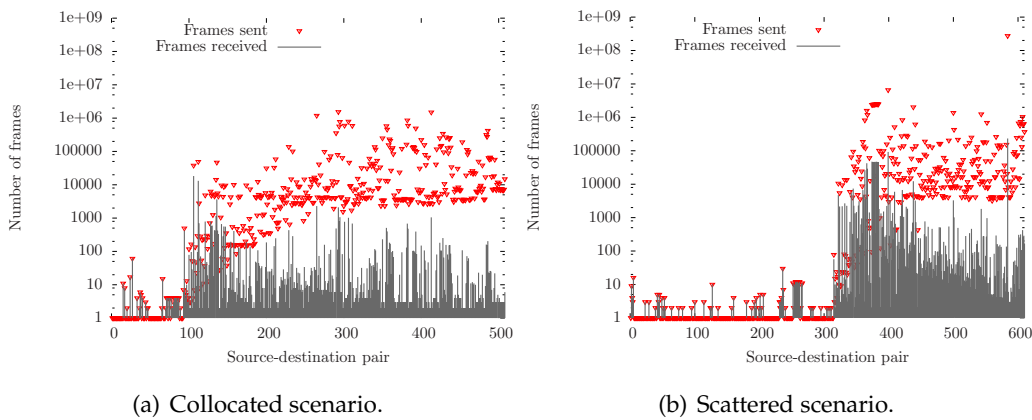 Frames sent
Frames received
Number of frames
1e+09
1e+08
1e+07
1e+06
100000
10000
1000
100
10
1
0 100 200 300 400 500
Source-destination pair
(a) Collocated scenario.
Frames sent
Frames received
Number of frames
1e+09
1e+08
1e+07
1e+06
100000
10000
1000
100
10
1
0 100 200 300 400 500 600
Source-destination pair
(b) Scattered scenario.